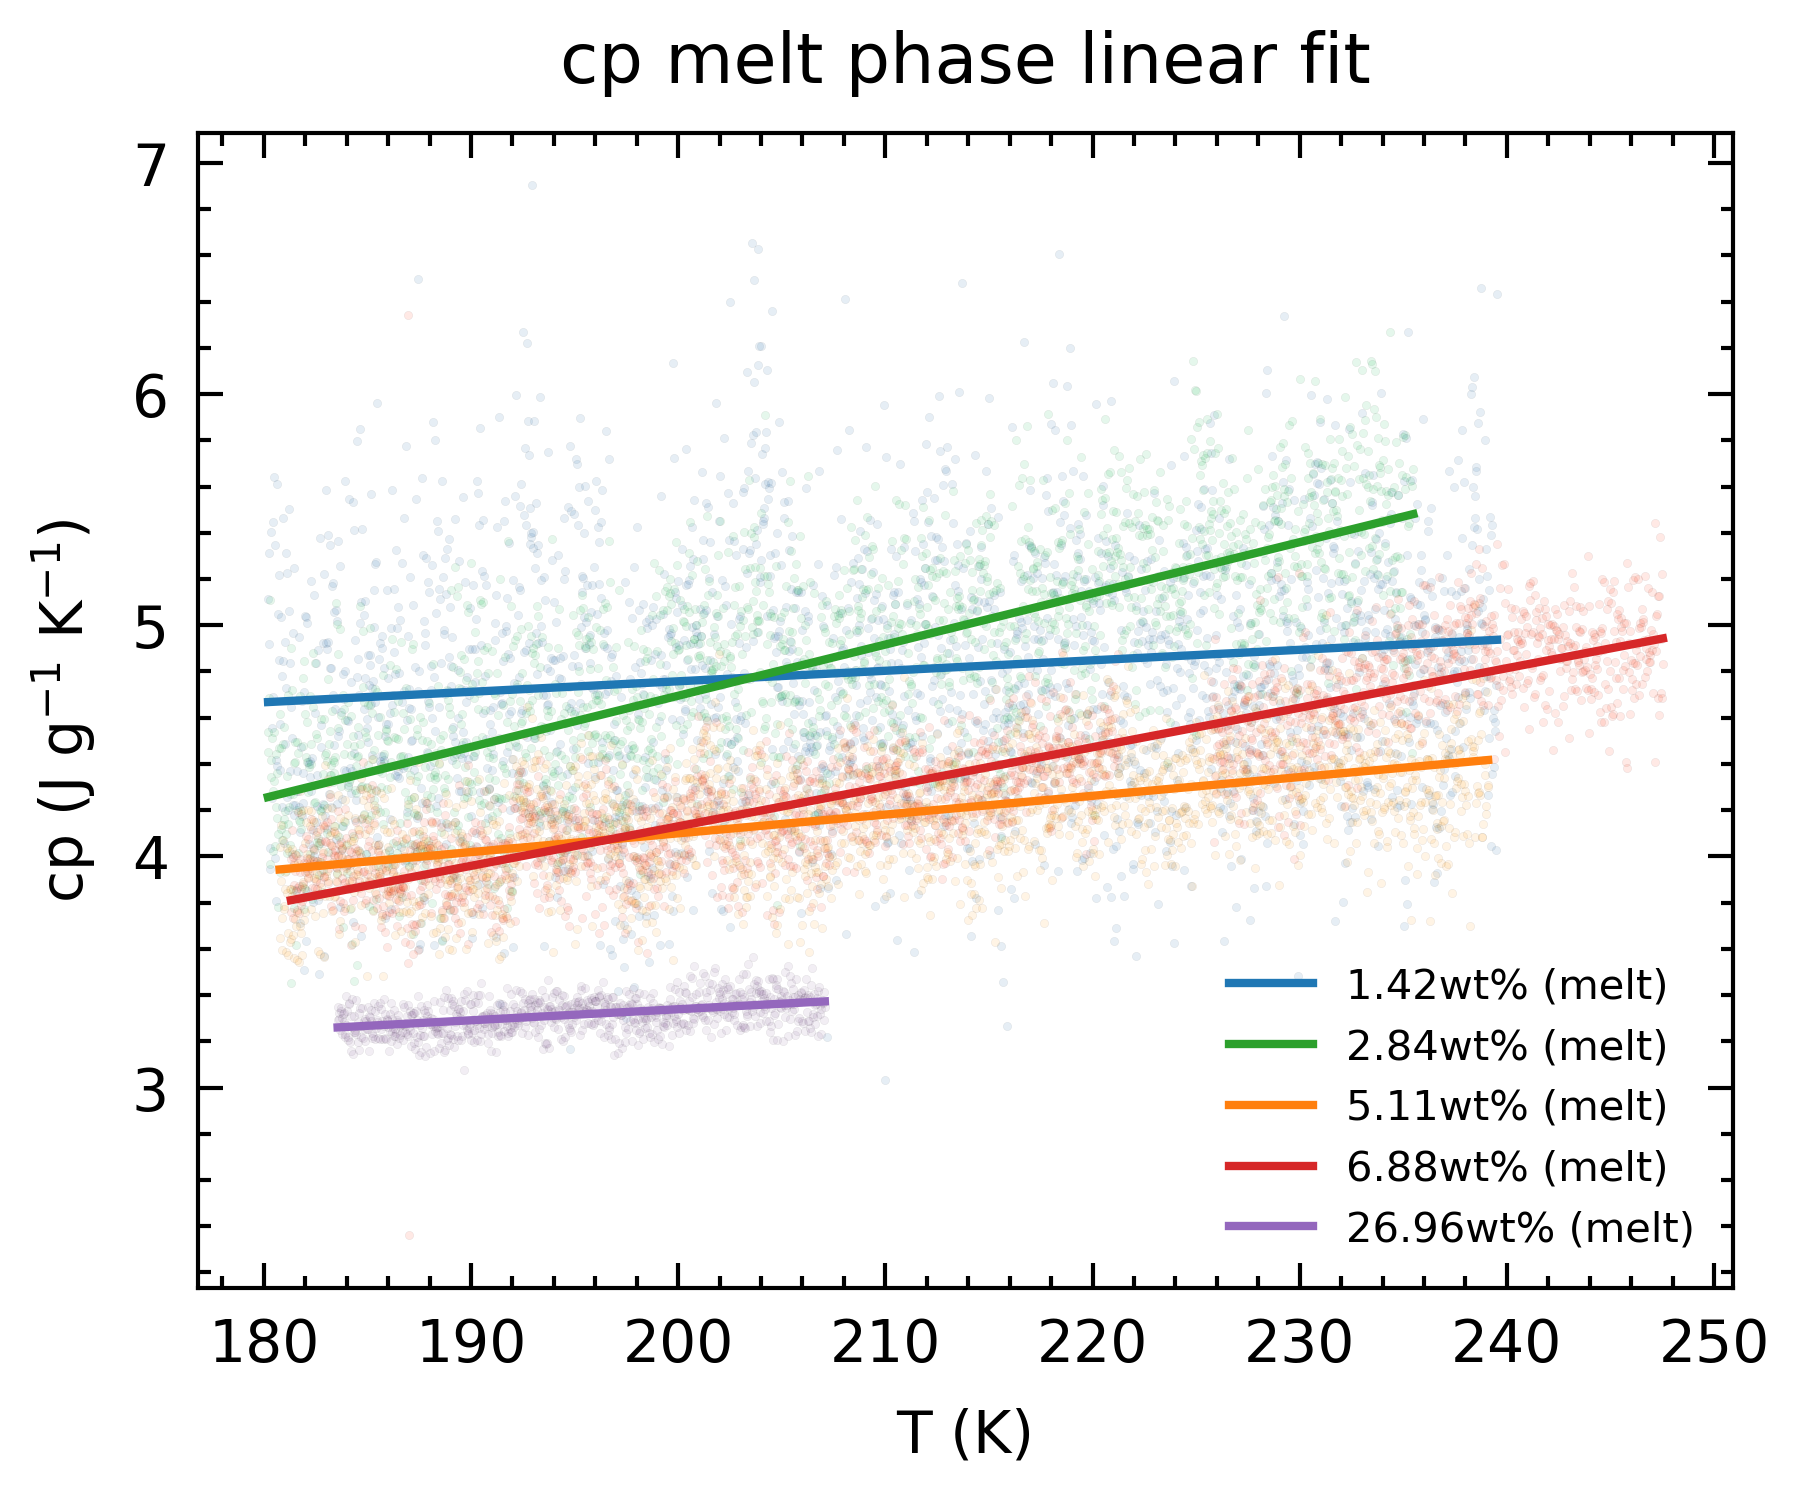 cp melt phase linear fit
7
6
5
4
3
cp (J g⁻¹ K⁻¹)
1.42wt% (melt)
2.84wt% (melt)
5.11wt% (melt)
6.88wt% (melt)
26.96wt% (melt)
180 190 200 210 220 230 240 250
T (K)